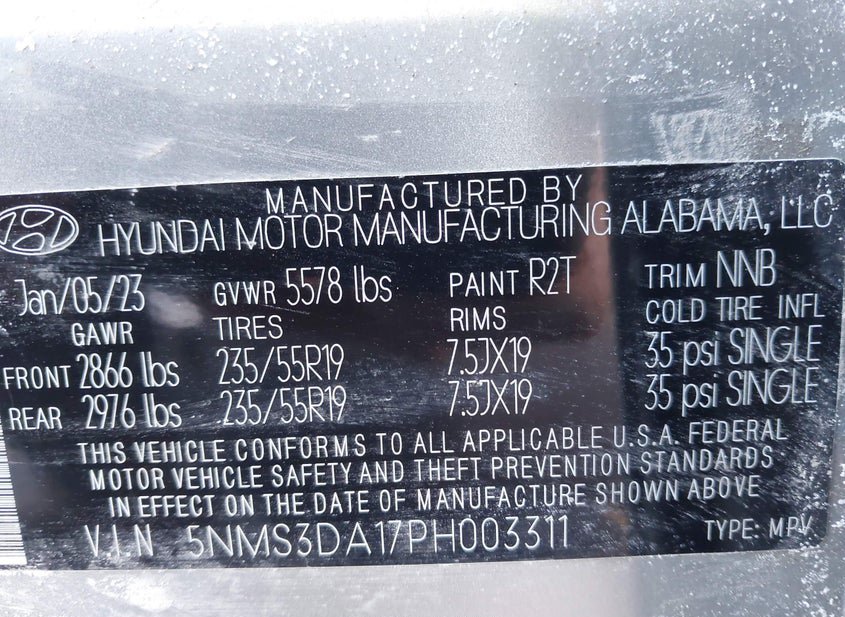 MANUFACTURED BY
HYUNDAI MOTOR MANUFACTURING ALABAMA, LLC
Jan/05/23 GVWR 5578 lbs PAINT R2T TRIM NNB
GAWR TIRES RIMS COLD TIRE INFL
FRONT 2866 lbs 235/55R19 7.5JX19 35 psi SINGLE
REAR 2976 lbs 235/55R19 7.5JX19 35 psi SINGLE
THIS VEHICLE CONFORMS TO ALL APPLICABLE U.S.A. FEDERAL
MOTOR VEHICLE SAFETY AND THEFT PREVENTION STANDARDS
IN EFFECT ON THE DATE OF MANUFACTURE SHOWN ABOVE
V.I.N 5NMS3DA17PH003311 TYPE: MPV